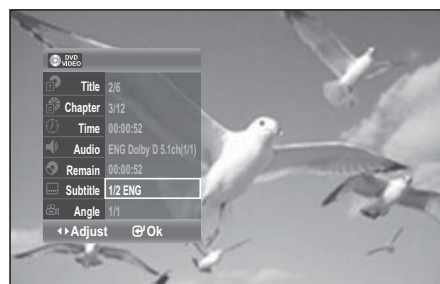 DVD
VIDEO
Title 2/6
Chapter 3/12
Time 00:00:52
Audio ENG Dolby D 5.1ch(1/1)
Remain 00:00:52
Subtitle 1/2 ENG
Angle 1/1
Adjust Ok